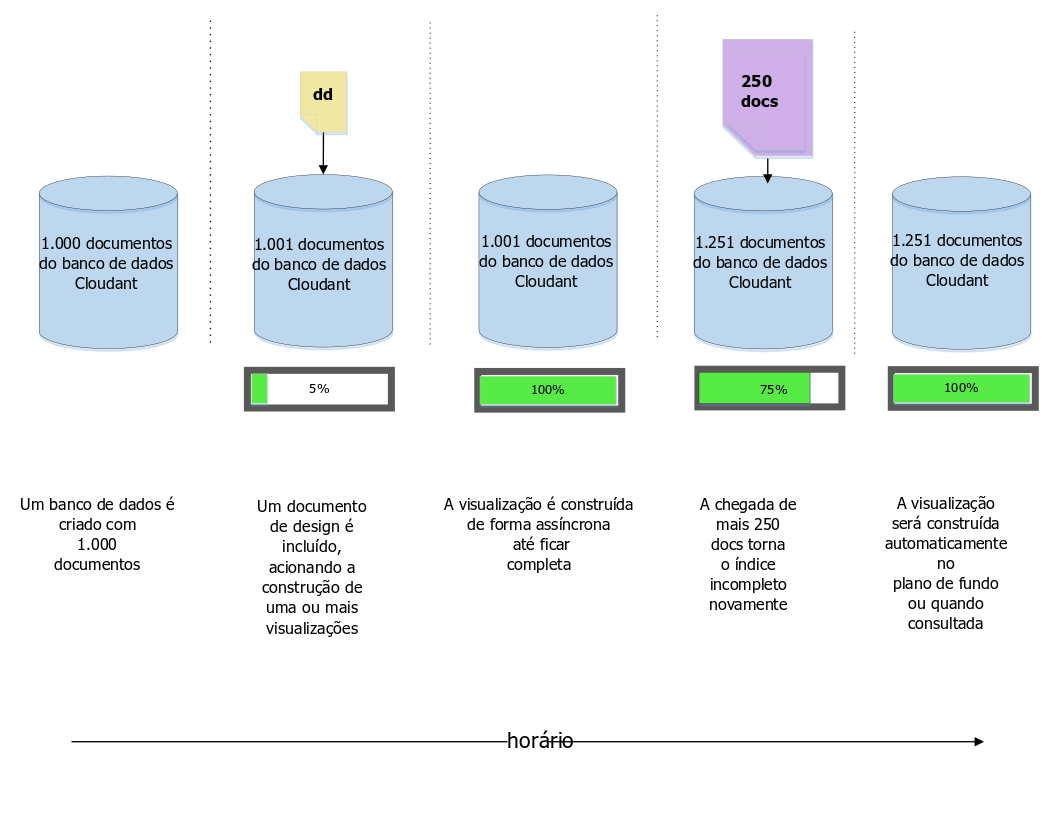 dd
250
docs
1.000 documentos
do banco de dados
Cloudant
1.001 documentos
do banco de dados
Cloudant
1.001 documentos
do banco de dados
Cloudant
1.251 documentos
do banco de dados
Cloudant
1.251 documentos
do banco de dados
Cloudant
5%
100%
75%
100%
Um banco de dados é
criado com
1.000
documentos
Um documento
de design é
incluído,
acionando a
construção de
uma ou mais
visualizações
A visualização é construída
de forma assíncrona
até ficar
completa
A chegada de
mais 250
docs torna
o índice
incompleto
novamente
A visualização
será construída
automaticamente
no
plano de fundo
ou quando
consultada
horário